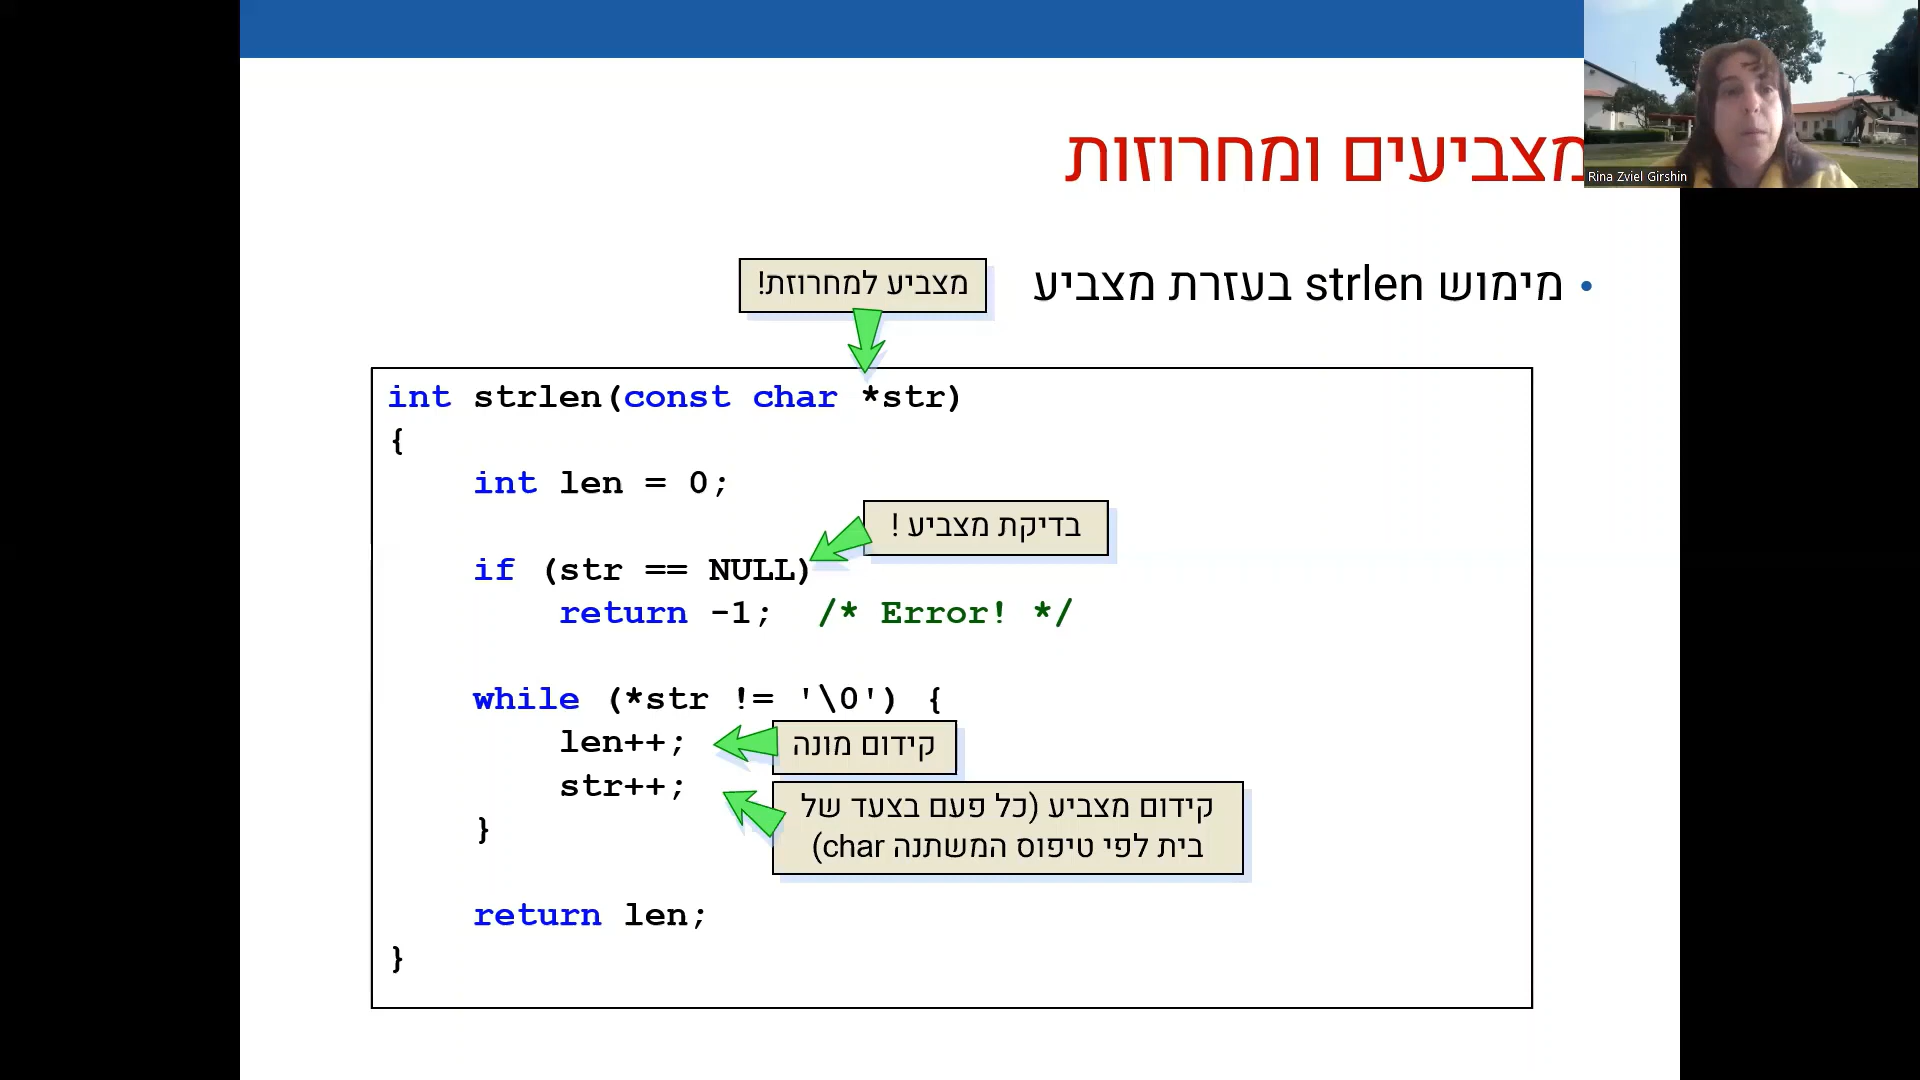 מצביעים ומחרוזות
Rina Zviel Girshin
• מימוש strlen בעזרת מצביע
מצביע למחרוזת!
int strlen(const char *str)
{
int len = 0;
בדיקת מצביע !
if (str == NULL)
return -1; /* Error! */
while (*str != '\0') {
len++;
קידום מונה
str++;
קידום מצביע (כל פעם בצעד של
בית לפי טיפוס המשתנה char)
}
return len;
}